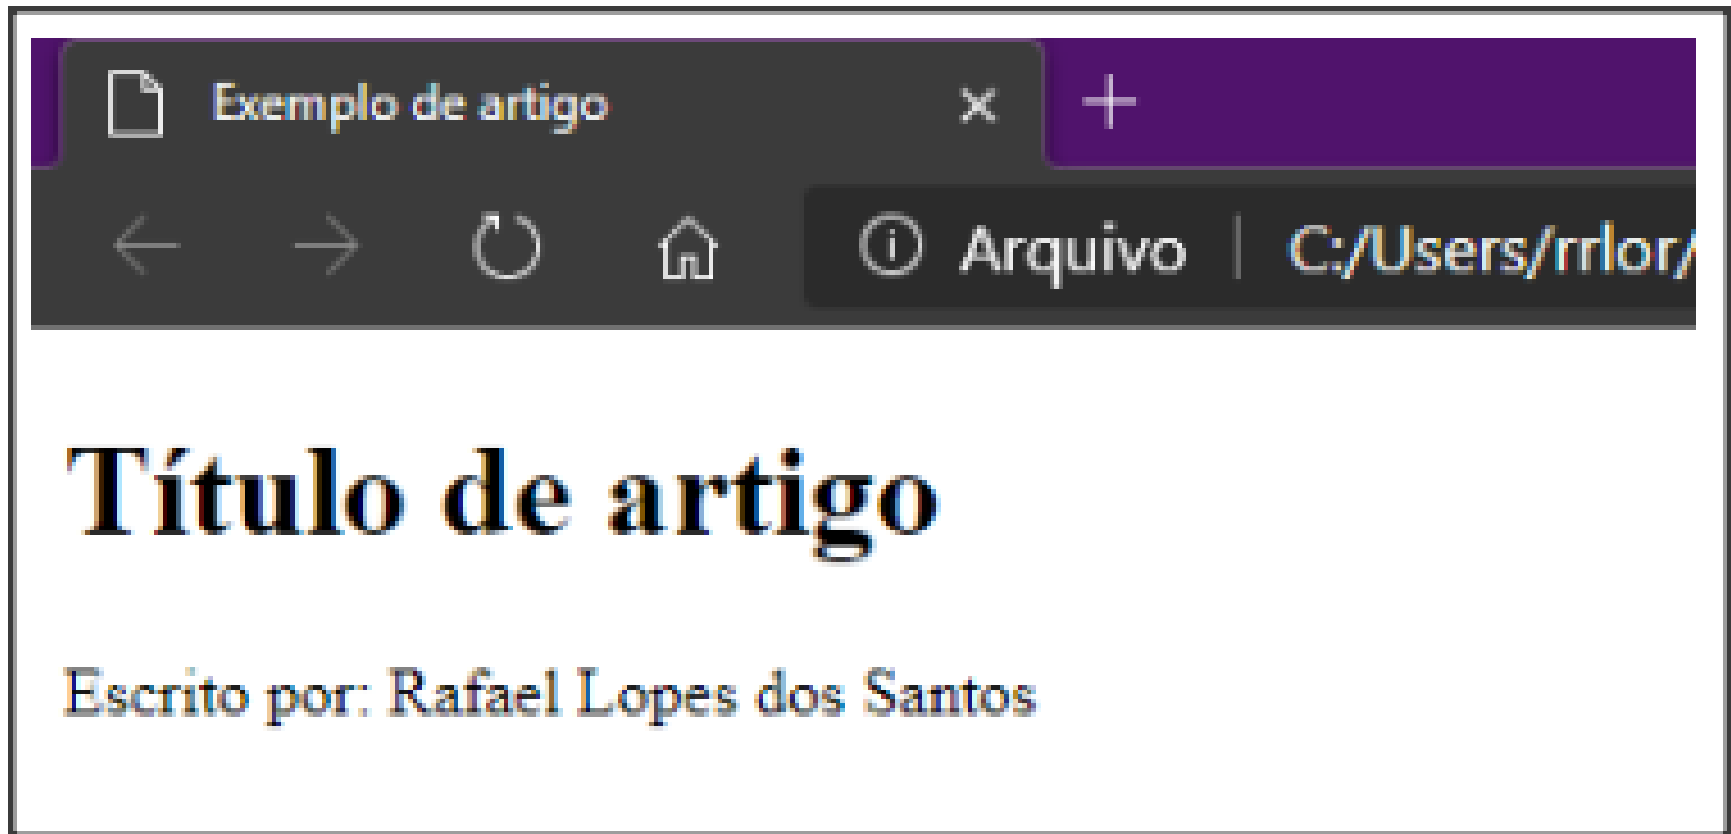 Exemplo de artigo
Arquivo C:/Users/rrlor/
Título de artigo
Escrito por: Rafael Lopes dos Santos